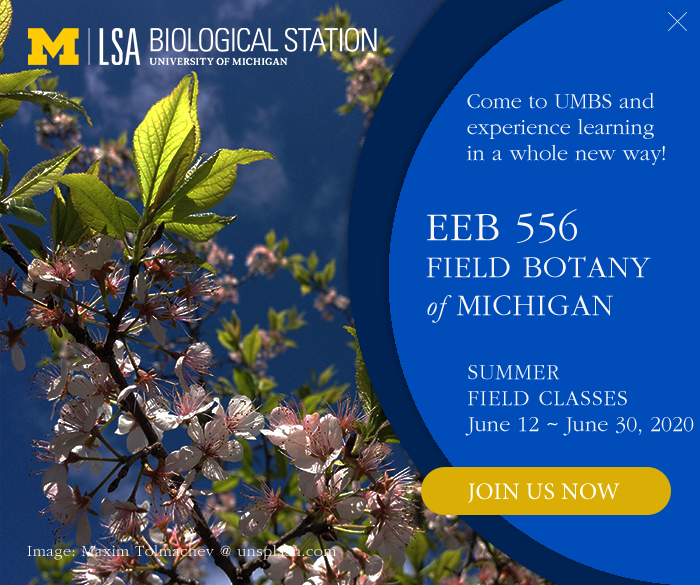 M LSA BIOLOGICAL STATION
UNIVERSITY OF MICHIGAN
Come to UMBS and
experience learning
in a whole new way!
EEB 556
FIELD BOTANY
of MICHIGAN
SUMMER
FIELD CLASSES
June 12 ~ June 30, 2020
JOIN US NOW
Image: Maxim Tolmachev @ unsplash.com